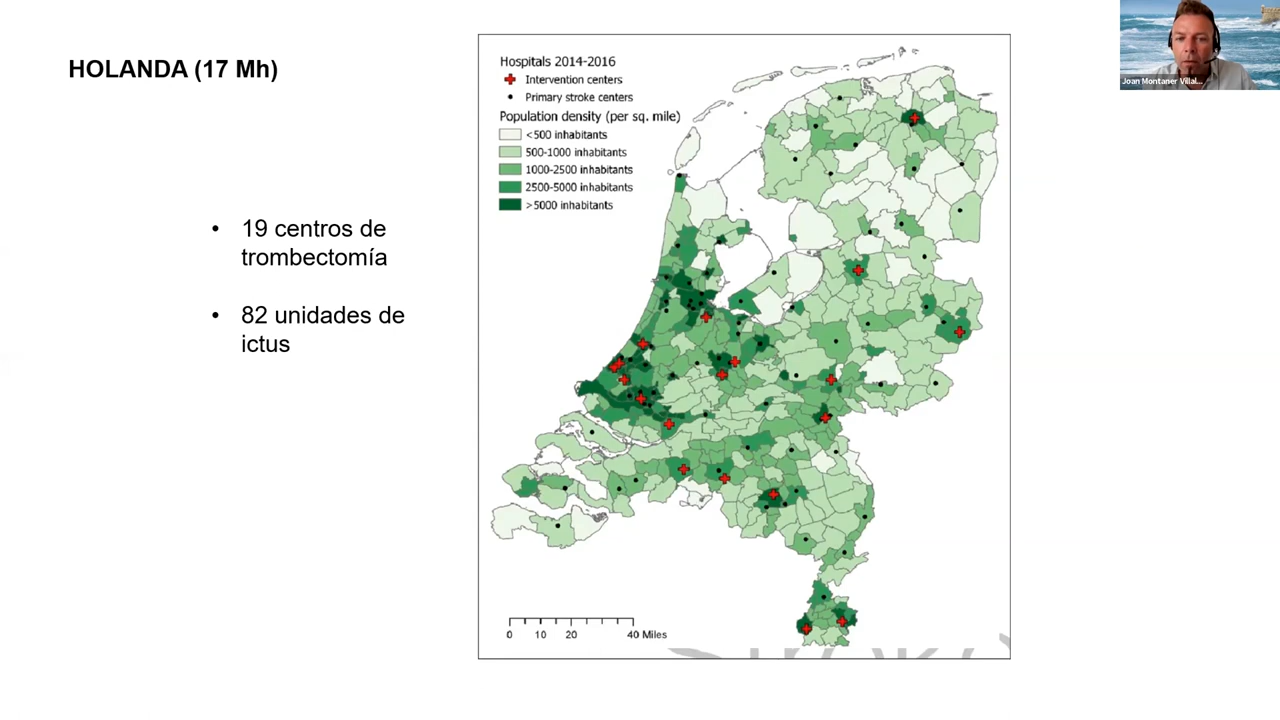 HOLANDA (17 Mh)
• 19 centros de
trombectomía
• 82 unidades de
ictus
Hospitals 2014-2016
Intervention centers
Primary stroke centers
Population density (per sq. mile)
<500 inhabitants
500-1000 inhabitants
1000-2500 inhabitants
2500-5000 inhabitants
>5000 inhabitants
0 10 20 40 Miles
Joan Montaner Villal...